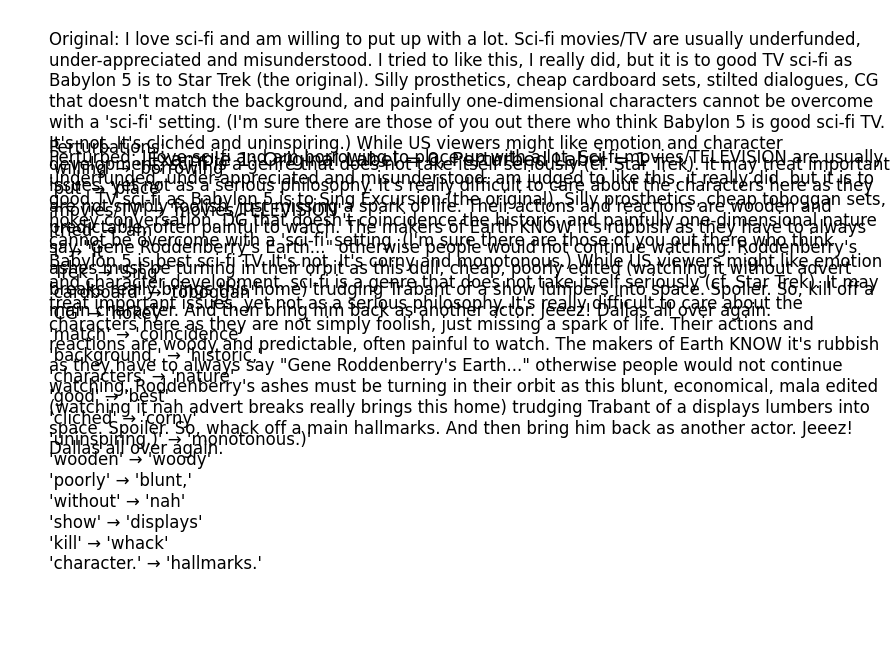 Original: I love sci-fi and am willing to put up with a lot. Sci-fi movies/TV are usually underfunded,
under-appreciated and misunderstood. I tried to like this, I really did, but it is to good TV sci-fi as
Babylon 5 is to Star Trek (the original). Silly prosthetics, cheap cardboard sets, stilted dialogues, CG
that doesn't match the background, and painfully one-dimensional characters cannot be overcome
with a 'sci-fi' setting. (I'm sure there are those of you out there who think Babylon 5 is good sci-fi TV.
It's not. It's clichéd and uninspiring.) While US viewers might like emotion and character
development, sci-fi is a genre that does not take itself seriously (cf. Star Trek). It may treat important
issues, yet not as a serious philosophy. It's really difficult to care about the characters here as they
are not simply foolish, just missing a spark of life. Their actions and reactions are wooden and
predictable, often painful to watch. The makers of Earth KNOW it's rubbish as they have to always
say "Gene Roddenberry's Earth..." otherwise people would not continue watching. Roddenberry's
ashes must be turning in their orbit as this dull, cheap, poorly edited (watching it without advert
breaks really brings this home) trudging Trabant of a show lumbers into space. Spoiler. So, kill off a
main character. And then bring him back as another actor. Jeeez! Dallas all over again.
Perturbed: love sci-fi and am to place up with a lot. Sci-fi movies/TELEVISION are usually
underfunded, under-appreciated and misunderstood. am judged to like this, it really did, but it is to
good TV sci-fi as Babylon 5 is to Sing Excursion (the original). Silly prosthetics, cheap toboggan sets,
conversation, DC that doesn't coincidence the historic, and painfully one-dimensional nature
cannot be overcome with a 'sci-fi' setting. (I'm sure there are those of you out there who think
Babylon 5 is best sci-fi TV. It's not. It's corny and monotonous.) While US viewers might like emotion
and character development, sci-fi is a genre that does not take itself seriously (cf. Star Trek). It may
treat important issues, yet not as a serious philosophy. It's really difficult to care about the
characters here as they are not simply foolish, just missing a spark of life. Their actions and
reactions are woody and predictable, often painful to watch. The makers of Earth KNOW it's rubbish
as they have to always say "Gene Roddenberry's Earth..." otherwise people would not continue
watching. Roddenberry's ashes must be turning in their orbit as this blunt, economical, mala edited
(watching it nah advert breaks really brings this home) trudging Trabant of a displays lumbers into
space. Spoiler. So, whack off a main hallmarks. And then bring him back as another actor. Jeeez!
Dallas all over again.
Perturbations:
'put' → 'place'
'movies/TV' → 'movies/TELEVISION'
'cardboard' → 'toboggan'
'match' → 'coincidence'
'background,' → 'historic,'
'characters' → 'nature'
'good' → 'best'
'clichéd' → 'corny'
'uninspiring.)' → 'monotonous.)'
'wooden' → 'woody'
'poorly' → 'blunt,'
'without' → 'nah'
'show' → 'displays'
'kill' → 'whack'
'character.' → 'hallmarks.'